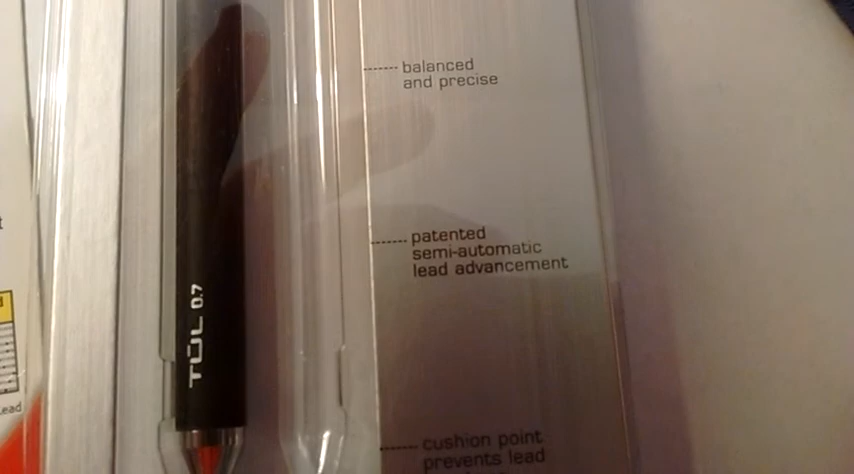 balanced
and precise
patented
semi-automatic
lead advancement
TUL 0.7
cushion point
prevents lead